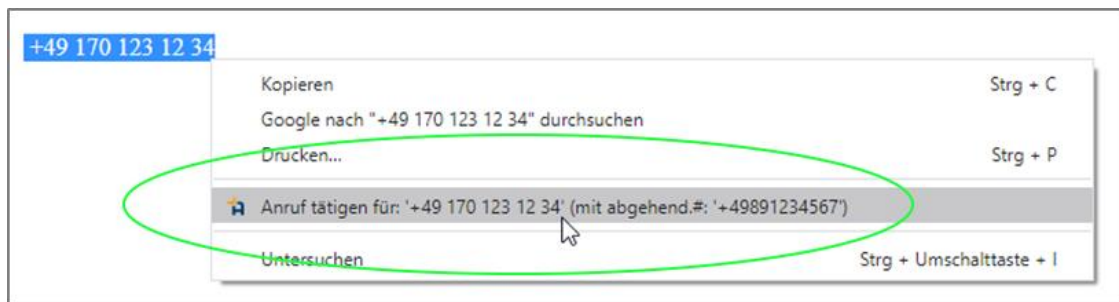 +49 170 123 12 34
Kopieren Strg + C
Google nach "+49 170 123 12 34" durchsuchen
Drucken... Strg + P
Anruf tätigen für: '+49 170 123 12 34' (mit abgehend.#: '+49891234567')
Untersuchen Strg + Umschalttaste + I